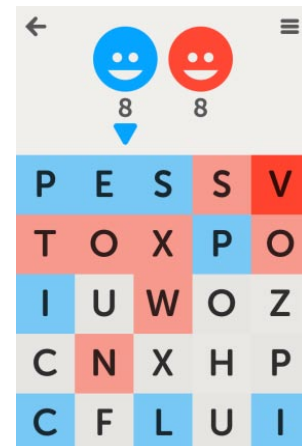 8 8
P E S S V
T O X P O
I U W O Z
C N X H P
C F L U I